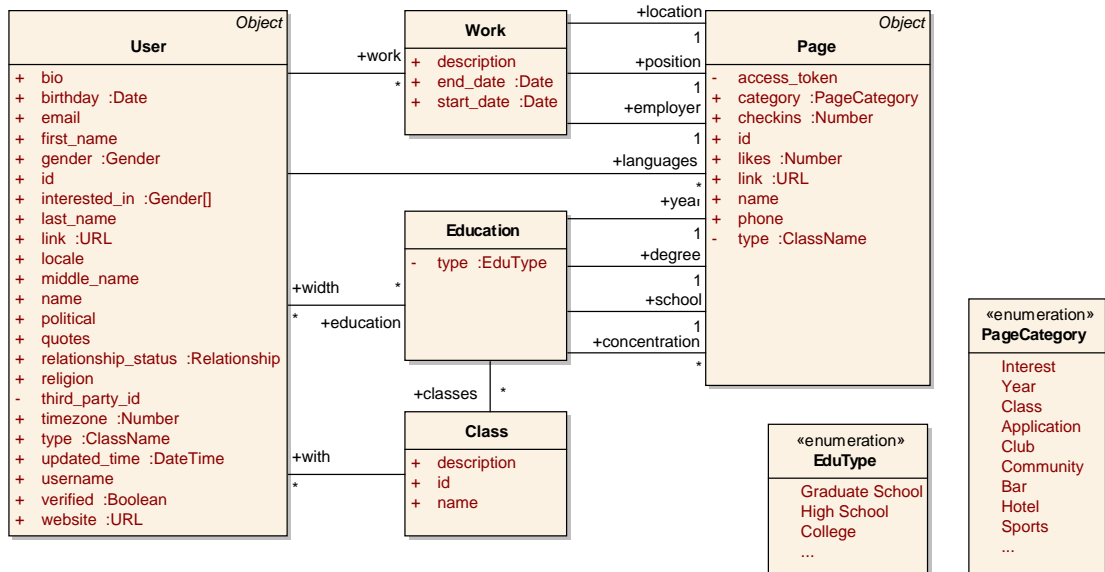 Object
User
+ bio
+ birthday :Date
+ email
+ first_name
+ gender :Gender
+ id
+ interested_in :Gender[]
+ last_name
+ link :URL
+ locale
+ middle_name
+ name
+ political
+ quotes
+ relationship_status :Relationship
+ religion
- third_party_id
+ timezone :Number
+ type :ClassName
+ updated_time :DateTime
+ username
+ verified :Boolean
+ website :URL
+work
*
Work
+ description
+ end_date :Date
+ start_date :Date
+location
1
+position
1
+employer
1
+languages
*
+year
1
+degree
1
+school
1
+concentration
*
Education
- type :EduType
+width
*
*
+education
+classes
*
Class
+ description
+ id
+ name
+with
*
Object
Page
- access_token
+ category :PageCategory
+ checkins :Number
+ id
+ likes :Number
+ link :URL
+ name
+ phone
- type :ClassName
«enumeration»
EduType
Graduate School
High School
College
...
«enumeration»
PageCategory
Interest
Year
Class
Application
Club
Community
Bar
Hotel
Sports
...